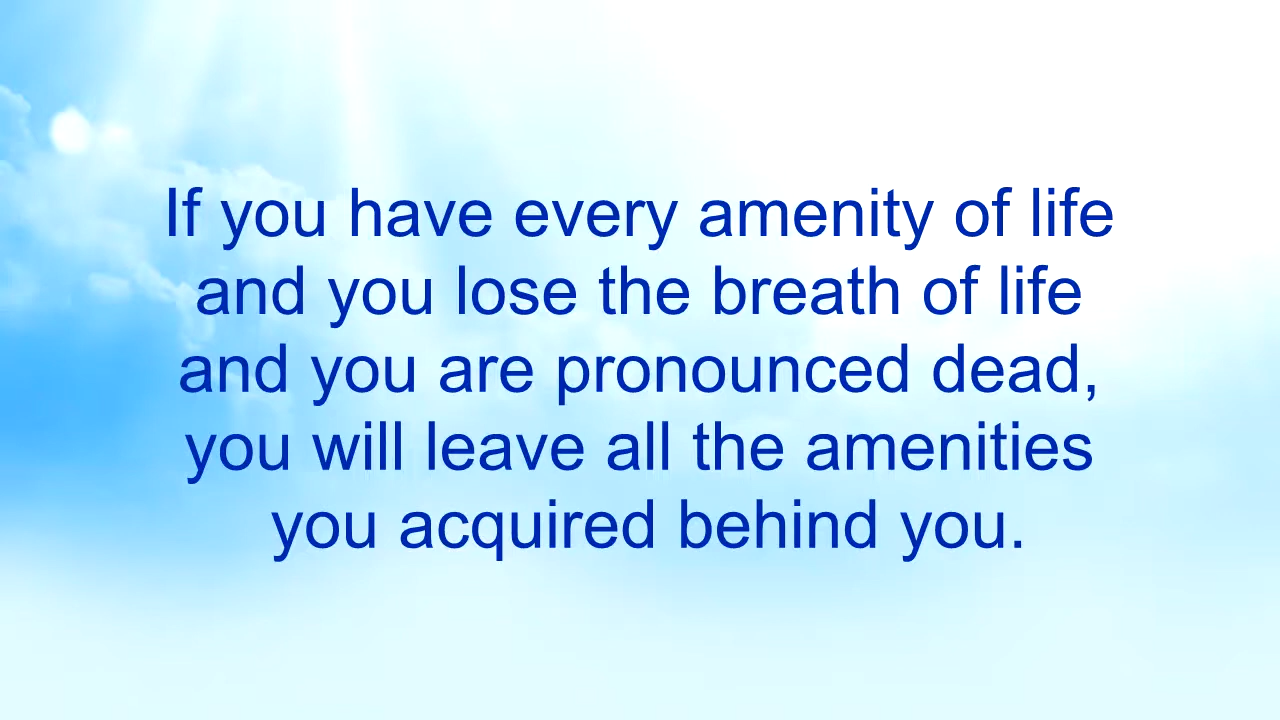 If you have every amenity of life
and you lose the breath of life
and you are pronounced dead,
you will leave all the amenities
you acquired behind you.